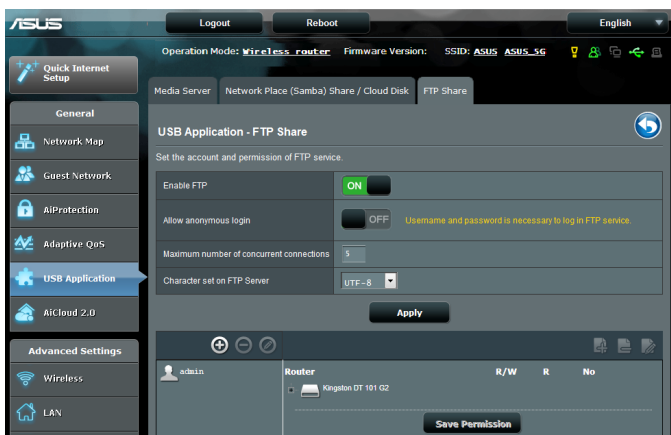 ASUS Logout Reboot English
Operation Mode: Wireless router Firmware Version: SSID: ASUS ASUS_5G
Quick Internet
Setup
Media Server Network Place (Samba) Share / Cloud Disk FTP Share
General
Network Map
Guest Network
AiProtection
Adaptive QoS
USB Application
AiCloud 2.0
Advanced Settings
Wireless
LAN
USB Application - FTP Share
Set the account and permission of FTP service.
Enable FTP ON
Allow anonymous login OFF Username and password is necessary to log in FTP service.
Maximum number of concurrent connections 5
Character set on FTP Server UTF-8
Apply
admin Router R/W R No
Kingston DT 101 G2
Save Permission